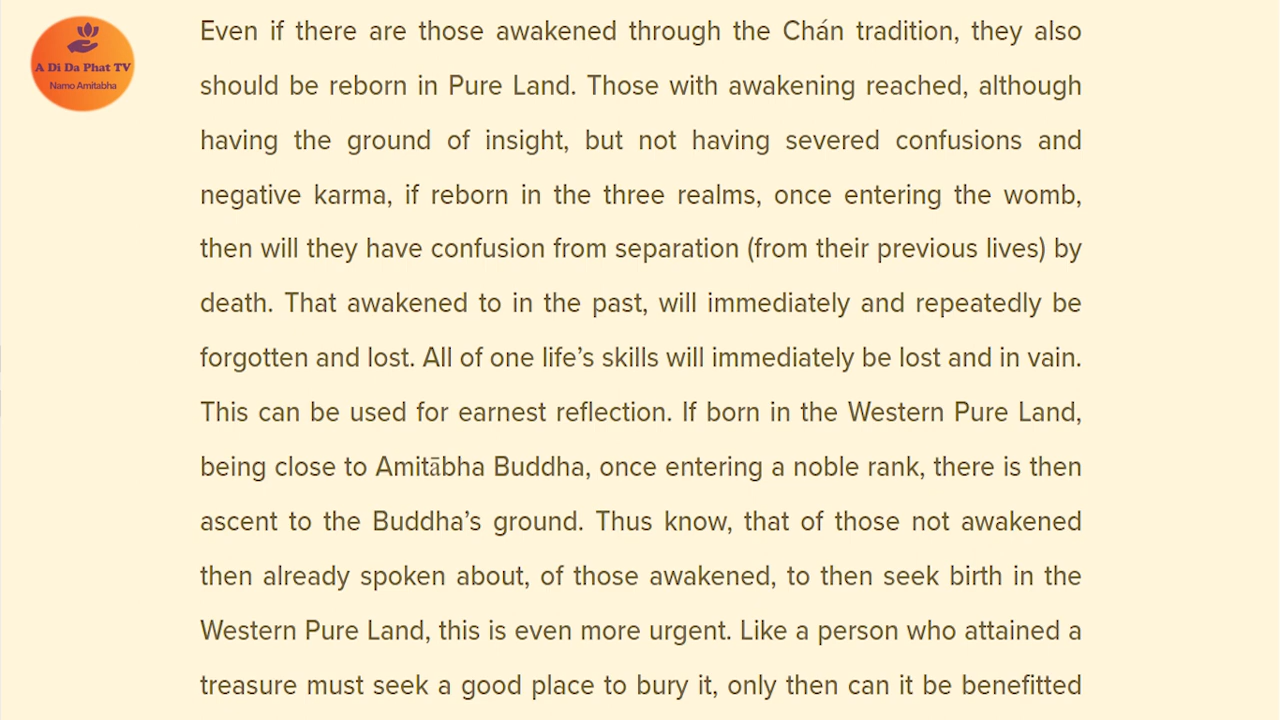 A Di Da Phat TV
Namo Amitabha
Even if there are those awakened through the Chán tradition, they also
should be reborn in Pure Land. Those with awakening reached, although
having the ground of insight, but not having severed confusions and
negative karma, if reborn in the three realms, once entering the womb,
then will they have confusion from separation (from their previous lives) by
death. That awakened to in the past, will immediately and repeatedly be
forgotten and lost. All of one life’s skills will immediately be lost and in vain.
This can be used for earnest reflection. If born in the Western Pure Land,
being close to Amitābha Buddha, once entering a noble rank, there is then
ascent to the Buddha’s ground. Thus know, that of those not awakened
then already spoken about, of those awakened, to then seek birth in the
Western Pure Land, this is even more urgent. Like a person who attained a
treasure must seek a good place to bury it, only then can it be benefitted